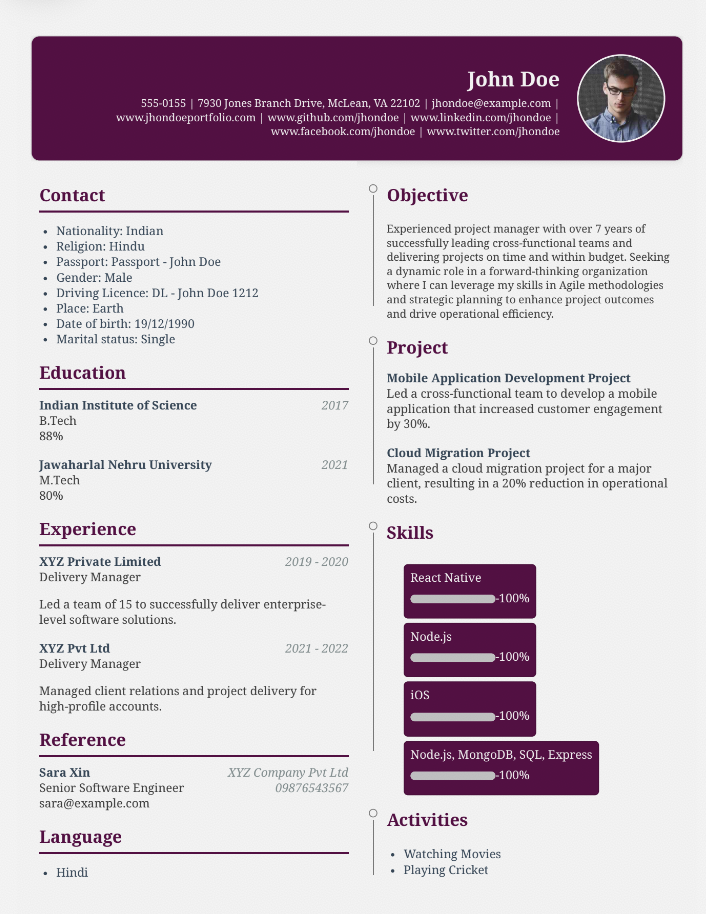 John Doe
555-0155 | 7930 Jones Branch Drive, McLean, VA 22102 | jhondoe@example.com |
www.jhondoeportfolio.com | www.github.com/jhondoe | www.linkedin.com/jhondoe |
www.facebook.com/jhondoe | www.twitter.com/jhondoe
Contact
• Nationality: Indian
• Religion: Hindu
• Passport: Passport - John Doe
• Gender: Male
• Driving Licence: DL - John Doe 1212
• Place: Earth
• Date of birth: 19/12/1990
• Marital status: Single
Education
Indian Institute of Science 2017
B.Tech
88%
Jawaharlal Nehru University 2021
M.Tech
80%
Experience
XYZ Private Limited 2019 - 2020
Delivery Manager
Led a team of 15 to successfully deliver enterprise-
level software solutions.
XYZ Pvt Ltd 2021 - 2022
Delivery Manager
Managed client relations and project delivery for
high-profile accounts.
Reference
Sara Xin XYZ Company Pvt Ltd
Senior Software Engineer 09876543567
sara@example.com
Language
• Hindi
Objective
Experienced project manager with over 7 years of
successfully leading cross-functional teams and
delivering projects on time and within budget. Seeking
a dynamic role in a forward-thinking organization
where I can leverage my skills in Agile methodologies
and strategic planning to enhance project outcomes
and drive operational efficiency.
Project
Mobile Application Development Project
Led a cross-functional team to develop a mobile
application that increased customer engagement
by 30%.
Cloud Migration Project
Managed a cloud migration project for a major
client, resulting in a 20% reduction in operational
costs.
Skills
React Native
-100%
Node.js
-100%
iOS
-100%
Node.js, MongoDB, SQL, Express
-100%
Activities
• Watching Movies
• Playing Cricket